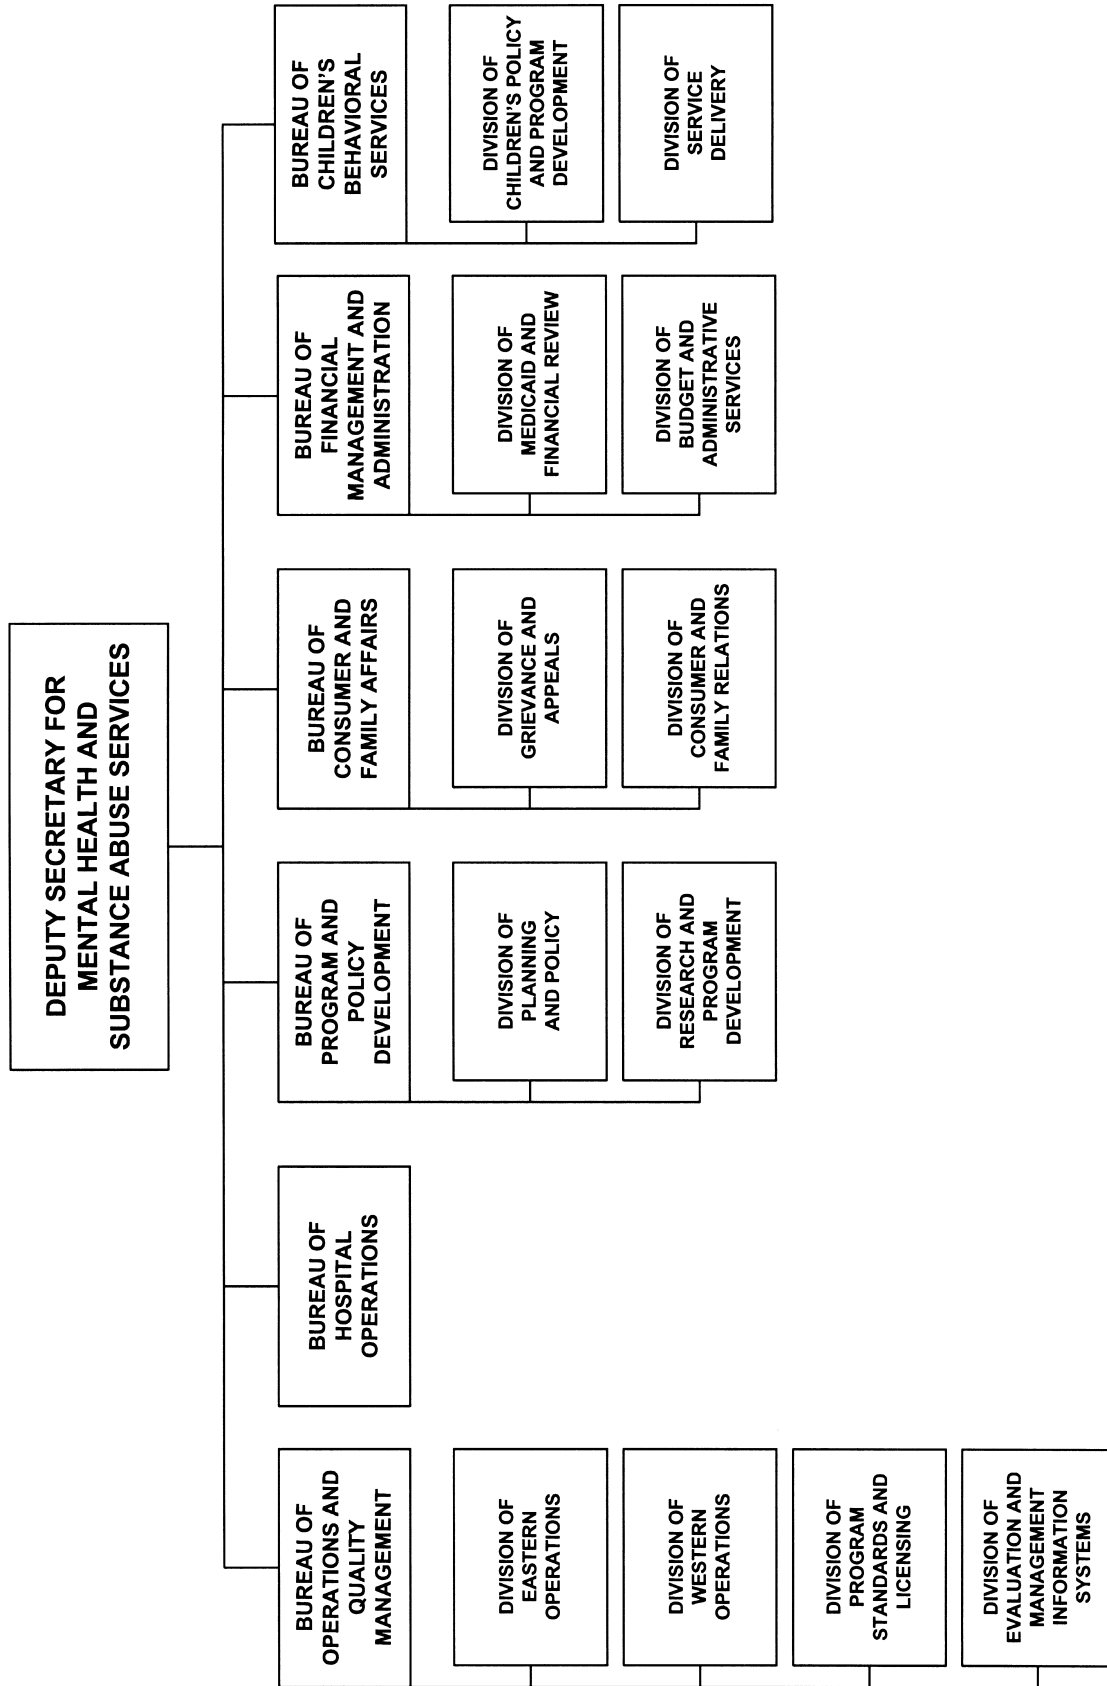 DEPUTY SECRETARY FOR
MENTAL HEALTH AND
SUBSTANCE ABUSE SERVICES
BUREAU OF
OPERATIONS AND
QUALITY
MANAGEMENT
BUREAU OF
HOSPITAL
OPERATIONS
BUREAU OF
PROGRAM AND
POLICY
DEVELOPMENT
BUREAU OF
CONSUMER AND
FAMILY AFFAIRS
BUREAU OF
FINANCIAL
MANAGEMENT AND
ADMINISTRATION
BUREAU OF
CHILDREN'S
BEHAVIORAL
SERVICES
DIVISION OF
EASTERN
OPERATIONS
DIVISION OF
PLANNING
AND POLICY
DIVISION OF
GRIEVANCE AND
APPEALS
DIVISION OF
MEDICAID AND
FINANCIAL REVIEW
DIVISION OF
CHILDREN'S POLICY
AND PROGRAM
DEVELOPMENT
DIVISION OF
WESTERN
OPERATIONS
DIVISION OF
RESEARCH AND
PROGRAM
DEVELOPMENT
DIVISION OF
CONSUMER AND
FAMILY RELATIONS
DIVISION OF
BUDGET AND
ADMINISTRATIVE
SERVICES
DIVISION OF
SERVICE
DELIVERY
DIVISION OF
PROGRAM
STANDARDS AND
LICENSING
DIVISION OF
EVALUATION AND
MANAGEMENT
INFORMATION
SYSTEMS